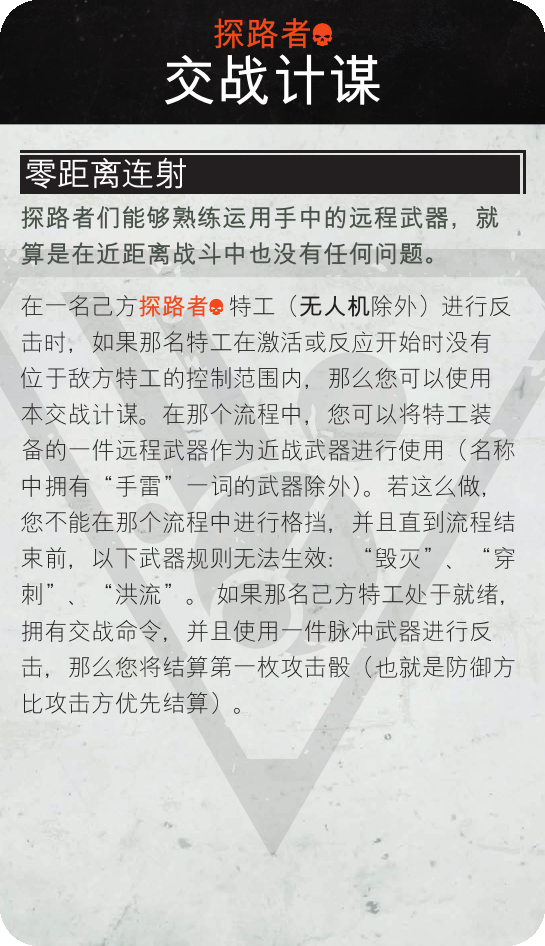 探路者
交战计谋
零距离连射
探路者们能够熟练运用手中的远程武器，就
算是在近距离战斗中也没有任何问题。
在一名己方探路者特工（无人机除外）进行反
击时，如果那名特工在激活或反应开始时没有
位于敌方特工的控制范围内，那么您可以使用
本交战计谋。在那个流程中，您可以将特工装
备的一件远程武器作为近战武器进行使用（名称
中拥有“手雷”一词的武器除外）。若这么做，
您不能在那个流程中进行格挡，并且直到流程结
束前，以下武器规则无法生效：“毁灭”、“穿
刺”、“洪流”。如果那名己方特工处于就绪，
拥有交战命令，并且使用一件脉冲武器进行反
击，那么您将结算第一枚攻击骰（也就是防御方
比攻击方优先结算）。